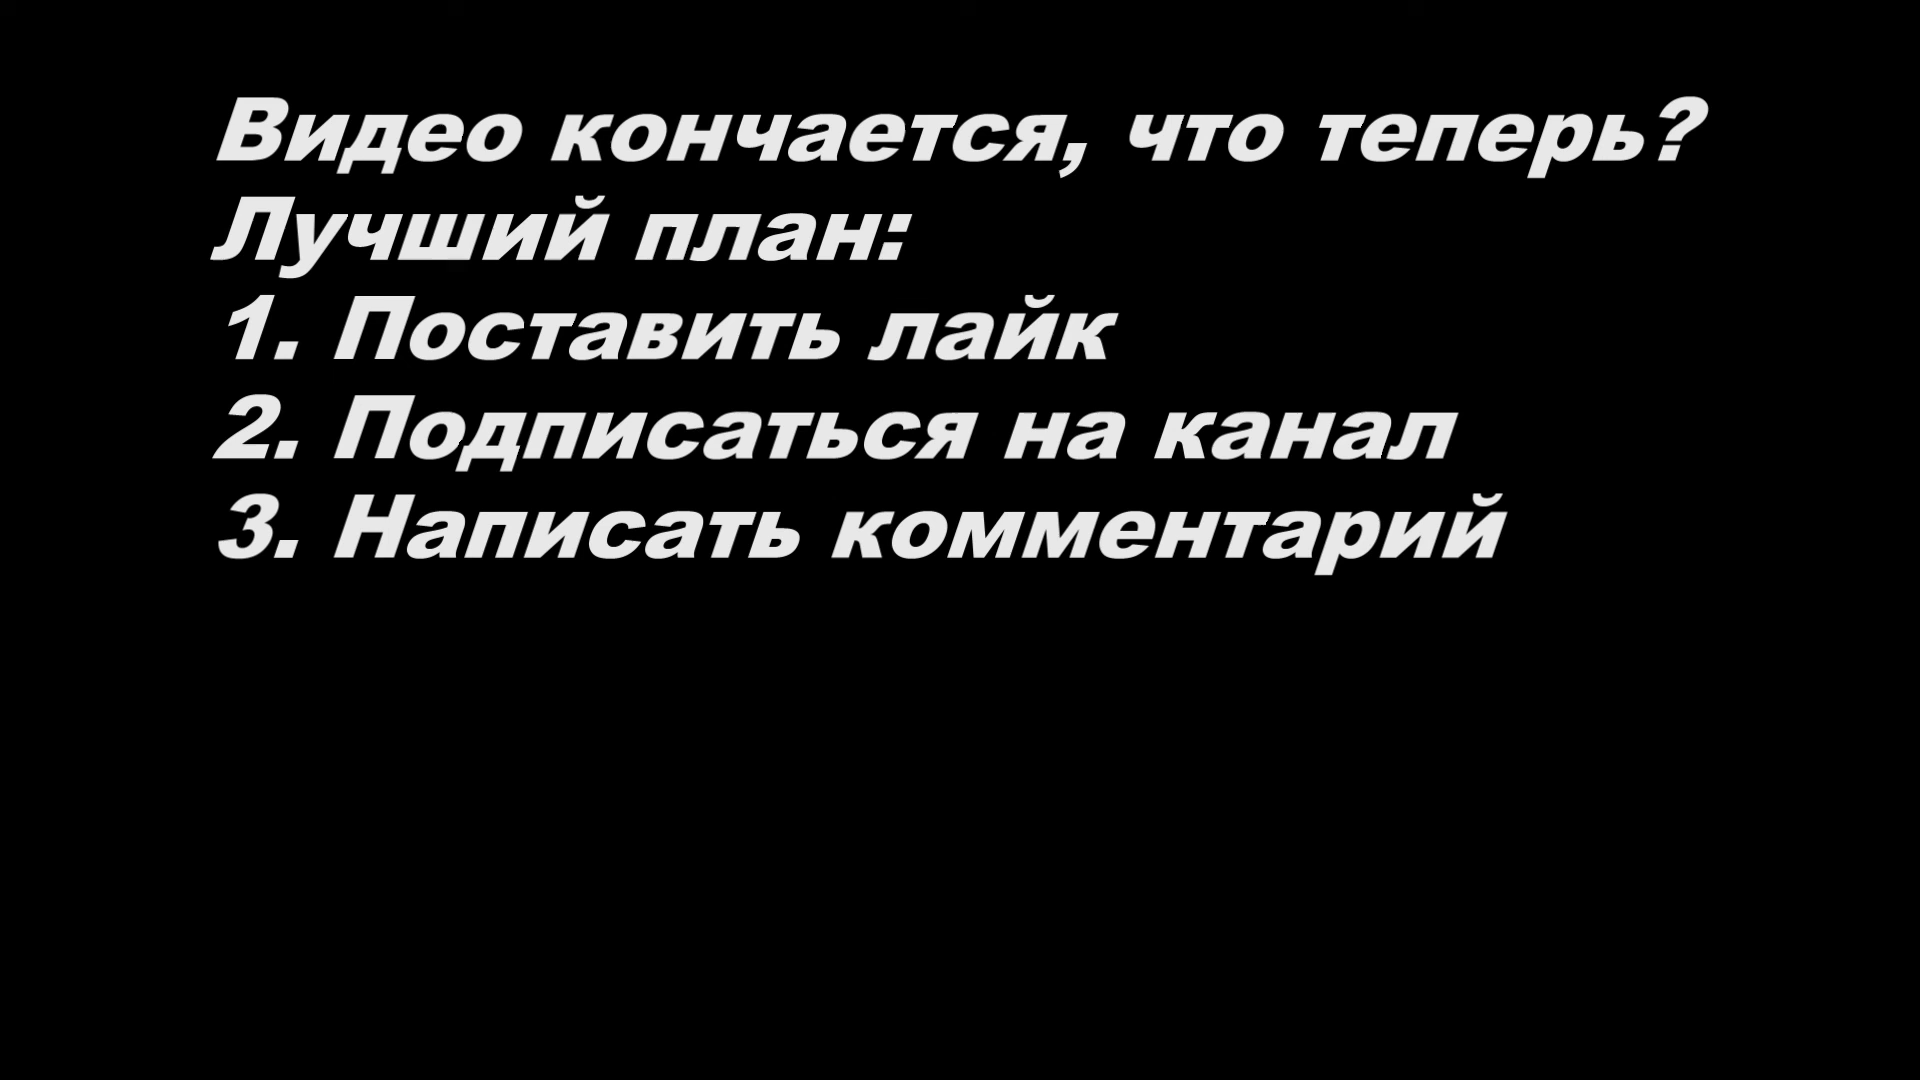 Видео кончается, что теперь?
Лучший план:
1. Поставить лайк
2. Подписаться на канал
3. Написать комментарий